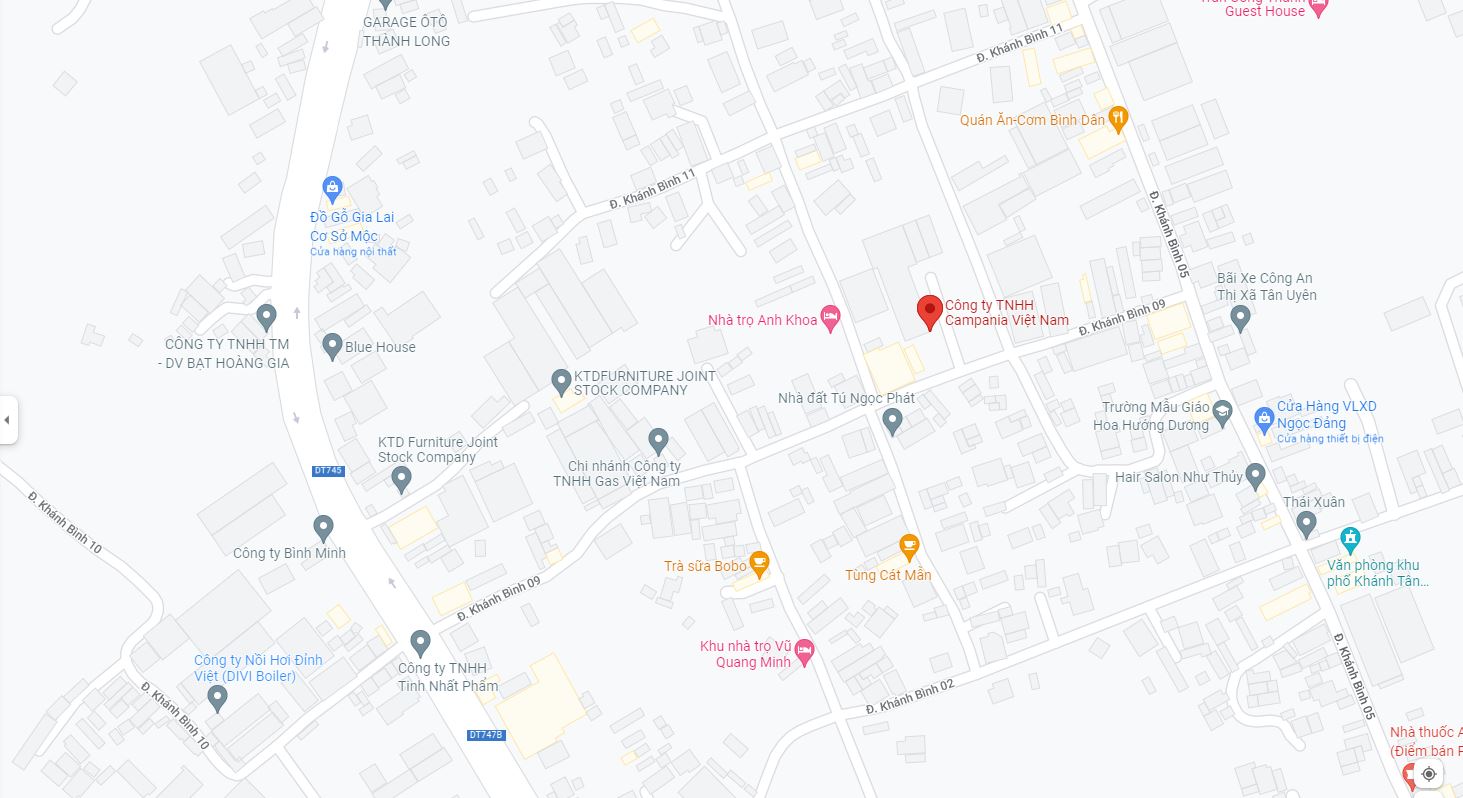 Guest House
GARAGE ÔTÔ
THÀNH LONG
Đ. Khánh Bình 11
Quán Ăn-Cơm Bình Dân
Đ. Khánh Bình 11
Đồ Gỗ Gia Lai
Cơ Sở Mộc
Cửa hàng nội thất
Đ. Khánh Bình 05
Bãi Xe Công An
Thị Xã Tân Uyên
Công ty TNHH
Campania Việt Nam
Nhà trọ Anh Khoa
Đ. Khánh Bình 09
CÔNG TY TNHH TM
- DV BẠT HOÀNG GIA
Blue House
KTDFURNITURE JOINT
STOCK COMPANY
Nhà đất Tú Ngọc Phát
Trường Mẫu Giáo
Hoa Hướng Dương
Cửa Hàng VLXD
Ngọc Đảng
Cửa hàng thiết bị điện
KTD Furniture Joint
Stock Company
DT745
Chi nhánh Công ty
TNHH Gas Việt Nam
Hair Salon Như Thủy
Thái Xuân
Đ. Khánh Bình 10
Công ty Bình Minh
Trà sữa Bobo
Tùng Cát Mẫn
Văn phòng khu
phố Khánh Tân...
Đ. Khánh Bình 09
Khu nhà trọ Vũ
Quang Minh
Công ty Nồi Hơi Đỉnh
Việt (DIVI Boiler)
Công ty TNHH
Tinh Nhất Phẩm
Đ. Khánh Bình 02
Đ. Khánh Bình 05
Đ. Khánh Bình 10
DT747B
Nhà thuốc A
(Điểm bán P